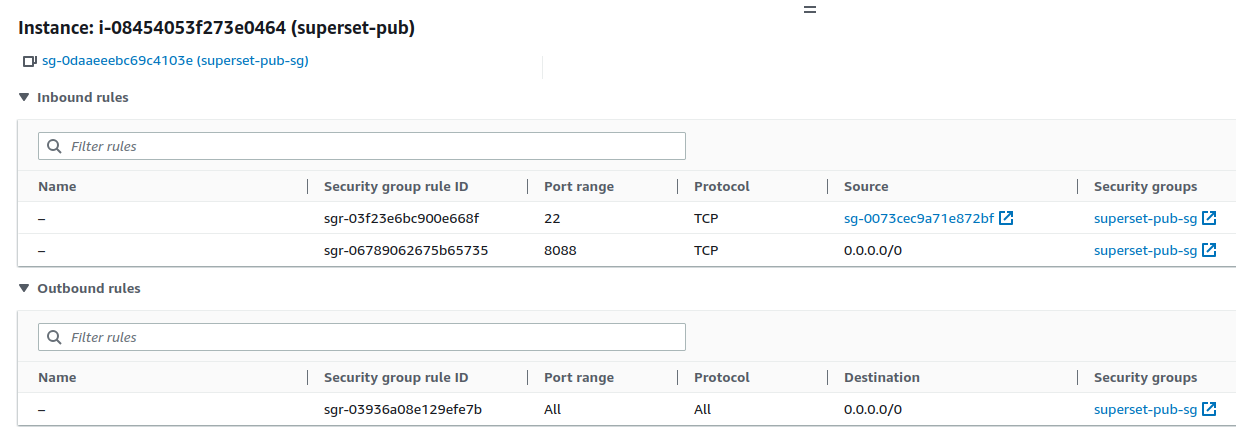 Instance: i-08454053f273e0464 (superset-pub)
sg-0daaeeebc69c4103e (superset-pub-sg)
Inbound rules
Filter rules
Name Security group rule ID Port range Protocol Source Security groups
– sgr-03f23e6bc900e668f 22 TCP sg-0073cec9a71e872bf superset-pub-sg
– sgr-06789062675b65735 8088 TCP 0.0.0.0/0 superset-pub-sg
Outbound rules
Filter rules
Name Security group rule ID Port range Protocol Destination Security groups
– sgr-03936a08e129efe7b All All 0.0.0.0/0 superset-pub-sg